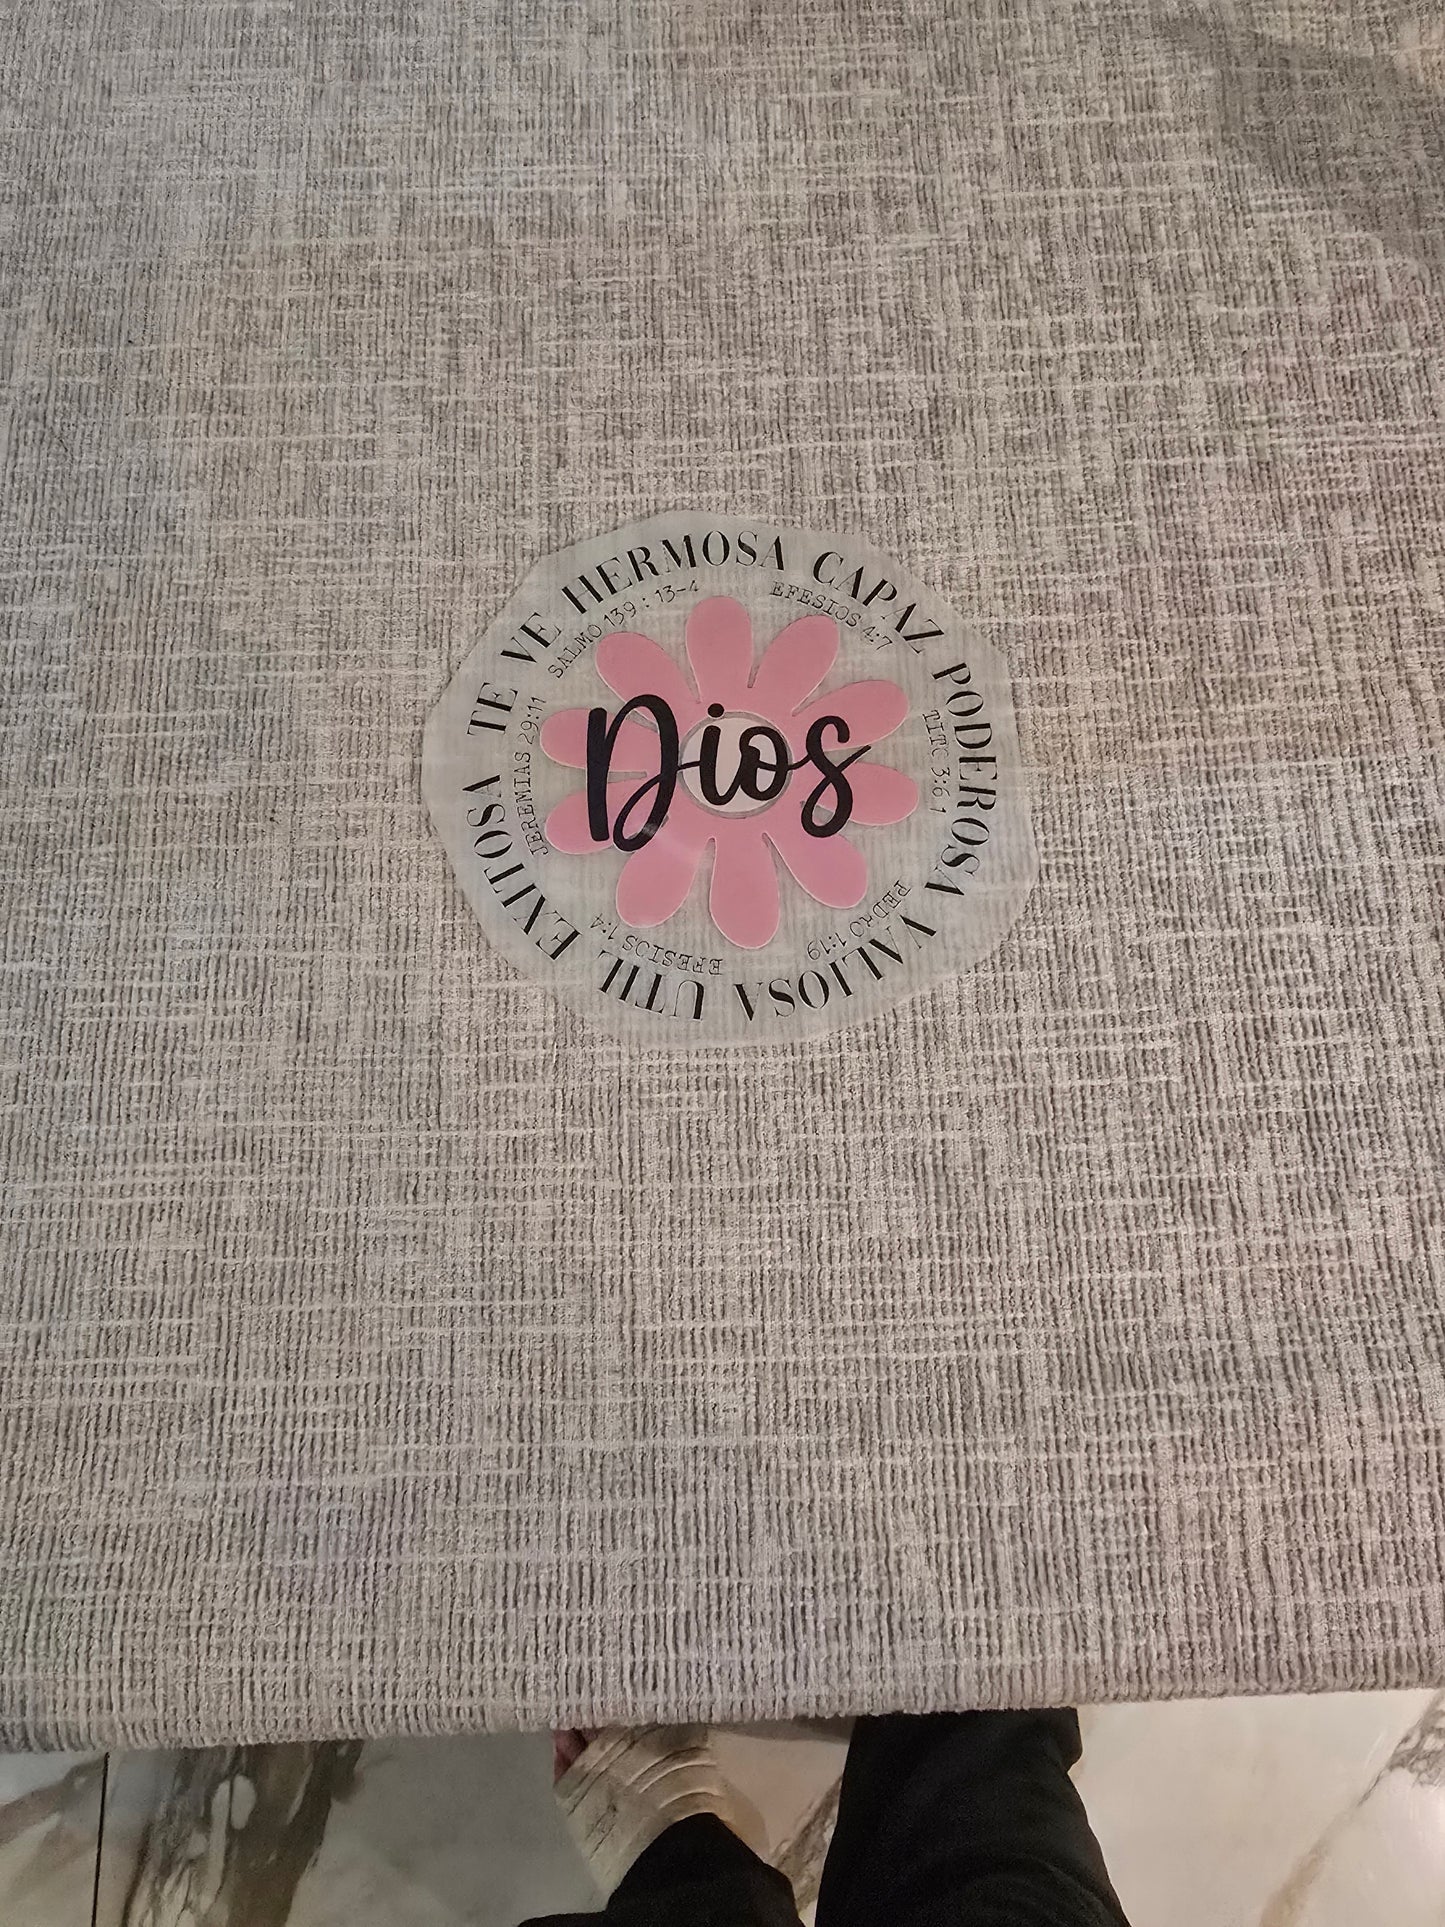 Dios
TE VE HERMOSA CAPAZ PODEROSA VALIOSA UTIL EXITOSA
SALMO 139:13-4
EFESIOS 4:7
TITO 3:6
1 PEDRO 1:19
EFESIOS 1:4
JEREMIAS 29:11